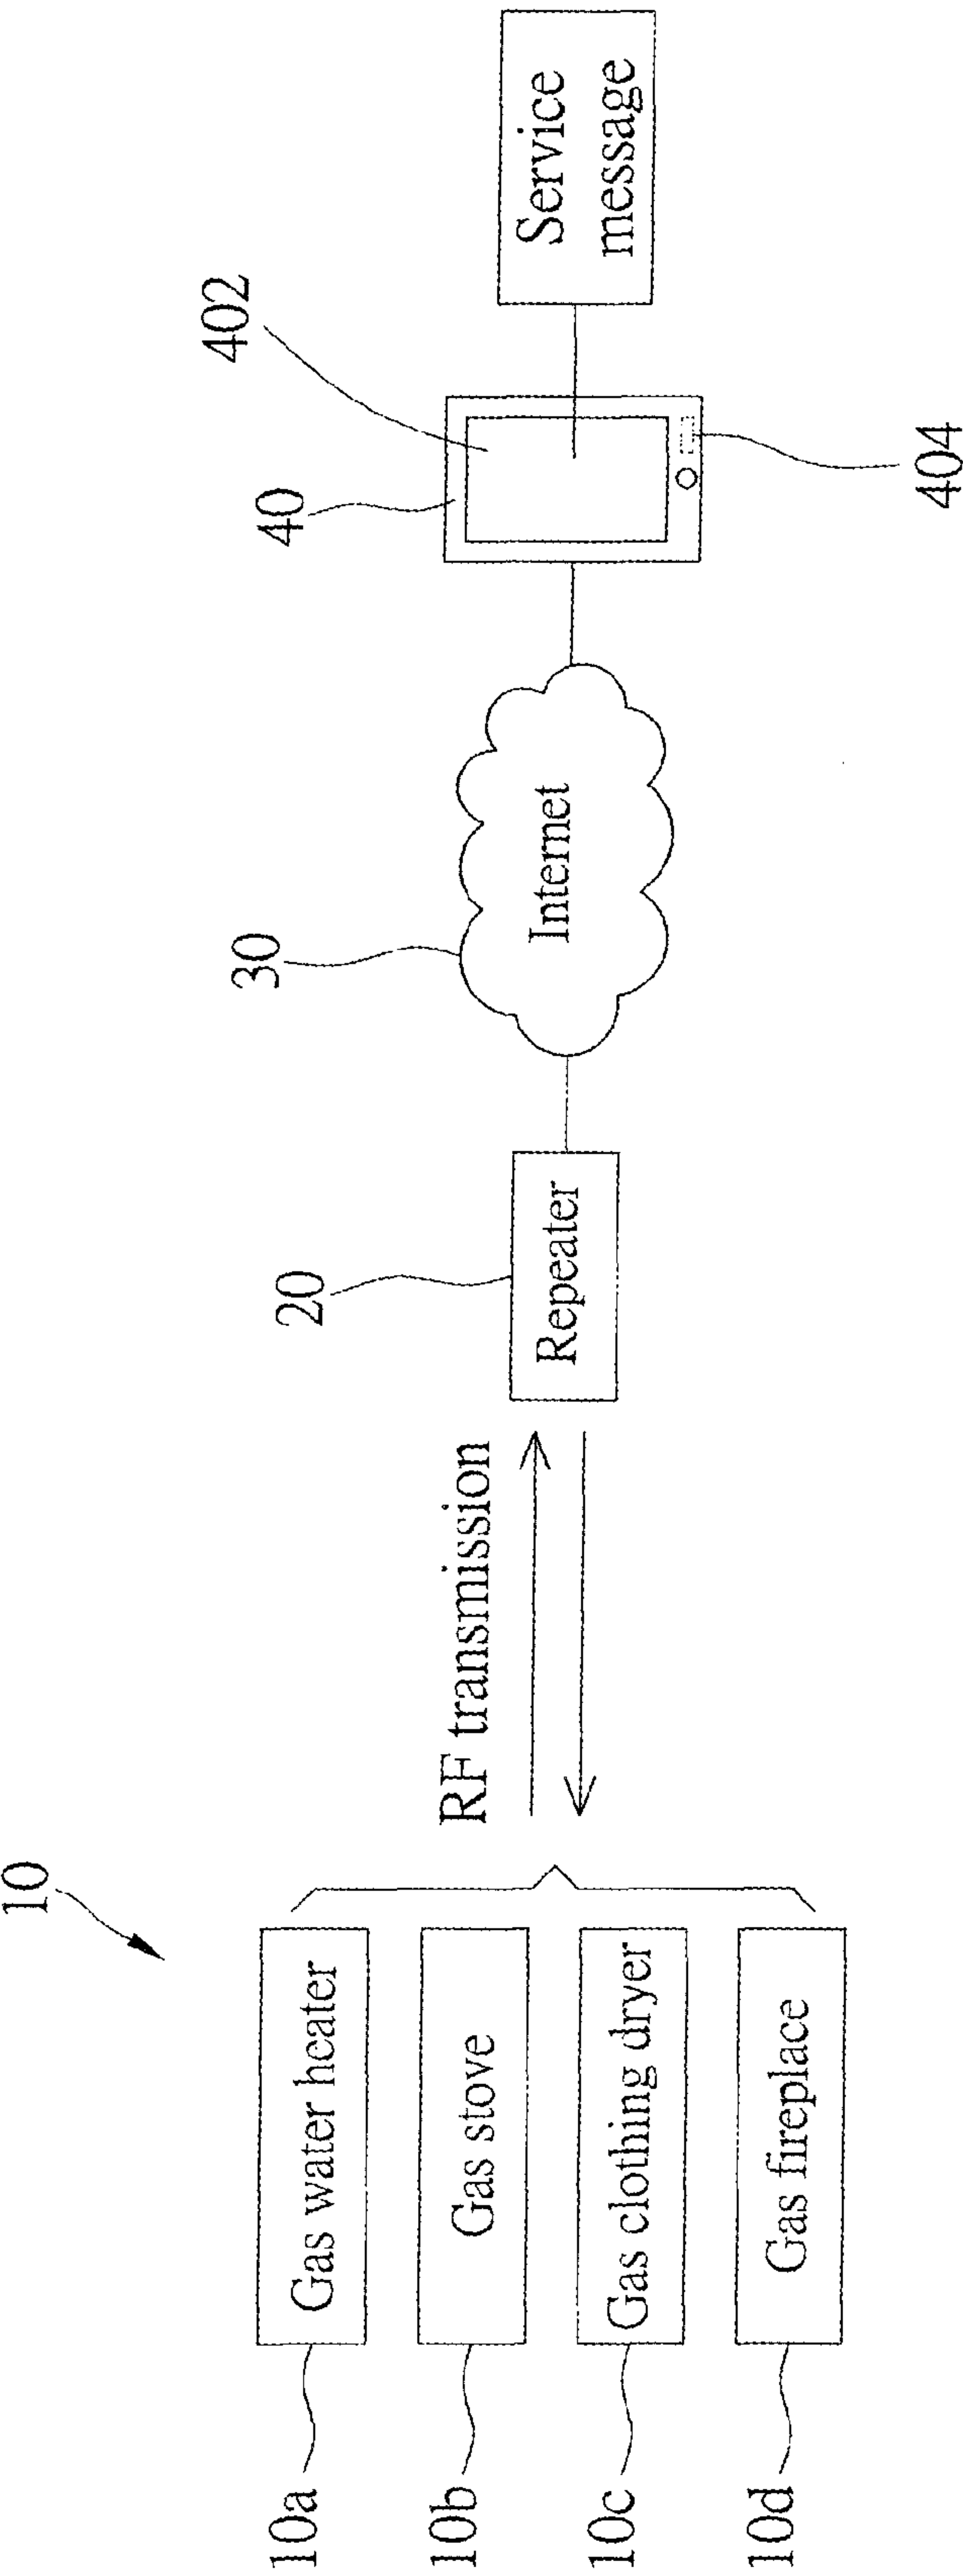 10
10a
Gas water heater
10b
Gas stove
10c
Gas clothing dryer
10d
Gas fireplace
RF transmission
20
Repeater
30
Internet
40
402
404
Service
message